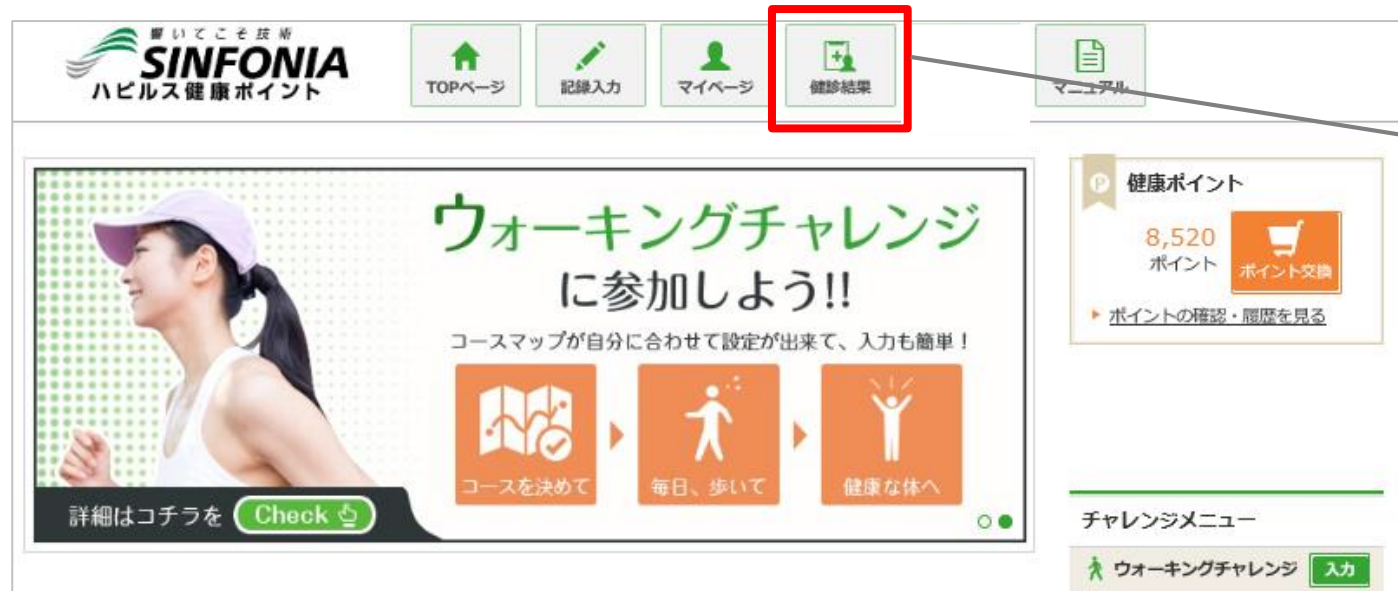 響いてこそ技術
SINFONIA
ハピルス健康ポイント
TOPページ
記録入力
マイページ
健診結果
マニュアル
ウォーキングチャレンジ
に参加しよう!!
コースマップが自分に合わせて設定が出来て、入力も簡単！
コースを決めて
毎日、歩いて
健康な体へ
詳細はコチラを Check
P 健康ポイント
8,520
ポイント
ポイント交換
ポイントの確認・履歴を見る
チャレンジメニュー
ウォーキングチャレンジ 入力